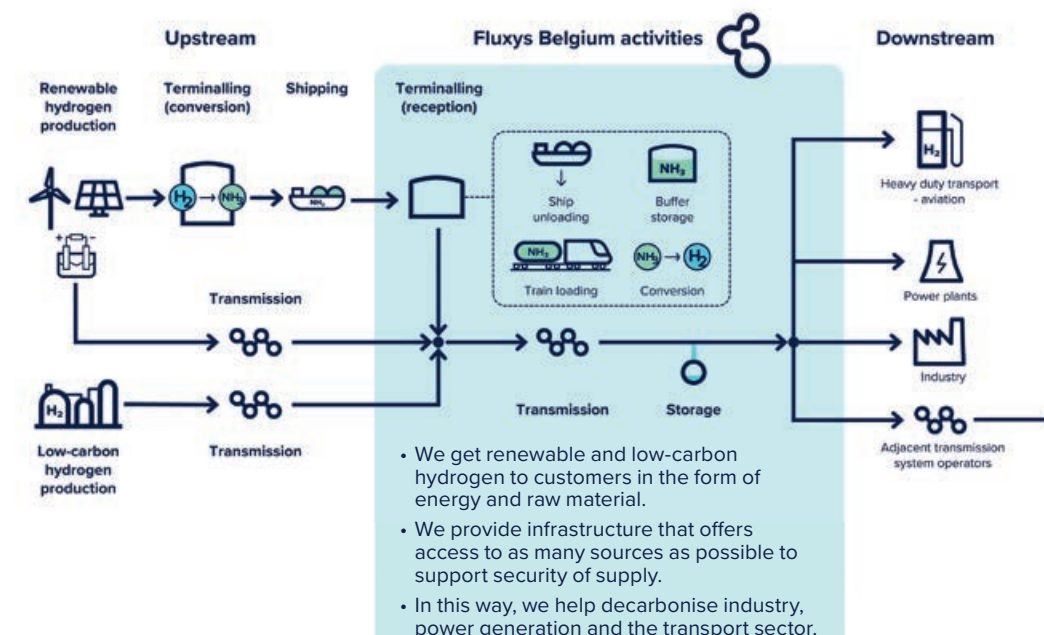 Upstream
Fluxys Belgium activities
Downstream
Renewable
hydrogen
production
Terminalling
(conversion)
Shipping
Terminalling
(reception)
H₂
NH₃
NH₃
Ship
unloading
NH₃
Buffer
storage
NH₃
Train loading
NH₃
H₂
Conversion
H₂
Heavy duty transport
- aviation
Power plants
Industry
Adjacent transmission
system operators
+
-
Transmission
H₂
Low-carbon
hydrogen
production
Transmission
Transmission
Storage
• We get renewable and low-carbon
hydrogen to customers in the form of
energy and raw material.
• We provide infrastructure that offers
access to as many sources as possible to
support security of supply.
• In this way, we help decarbonise industry,
power generation and the transport sector.